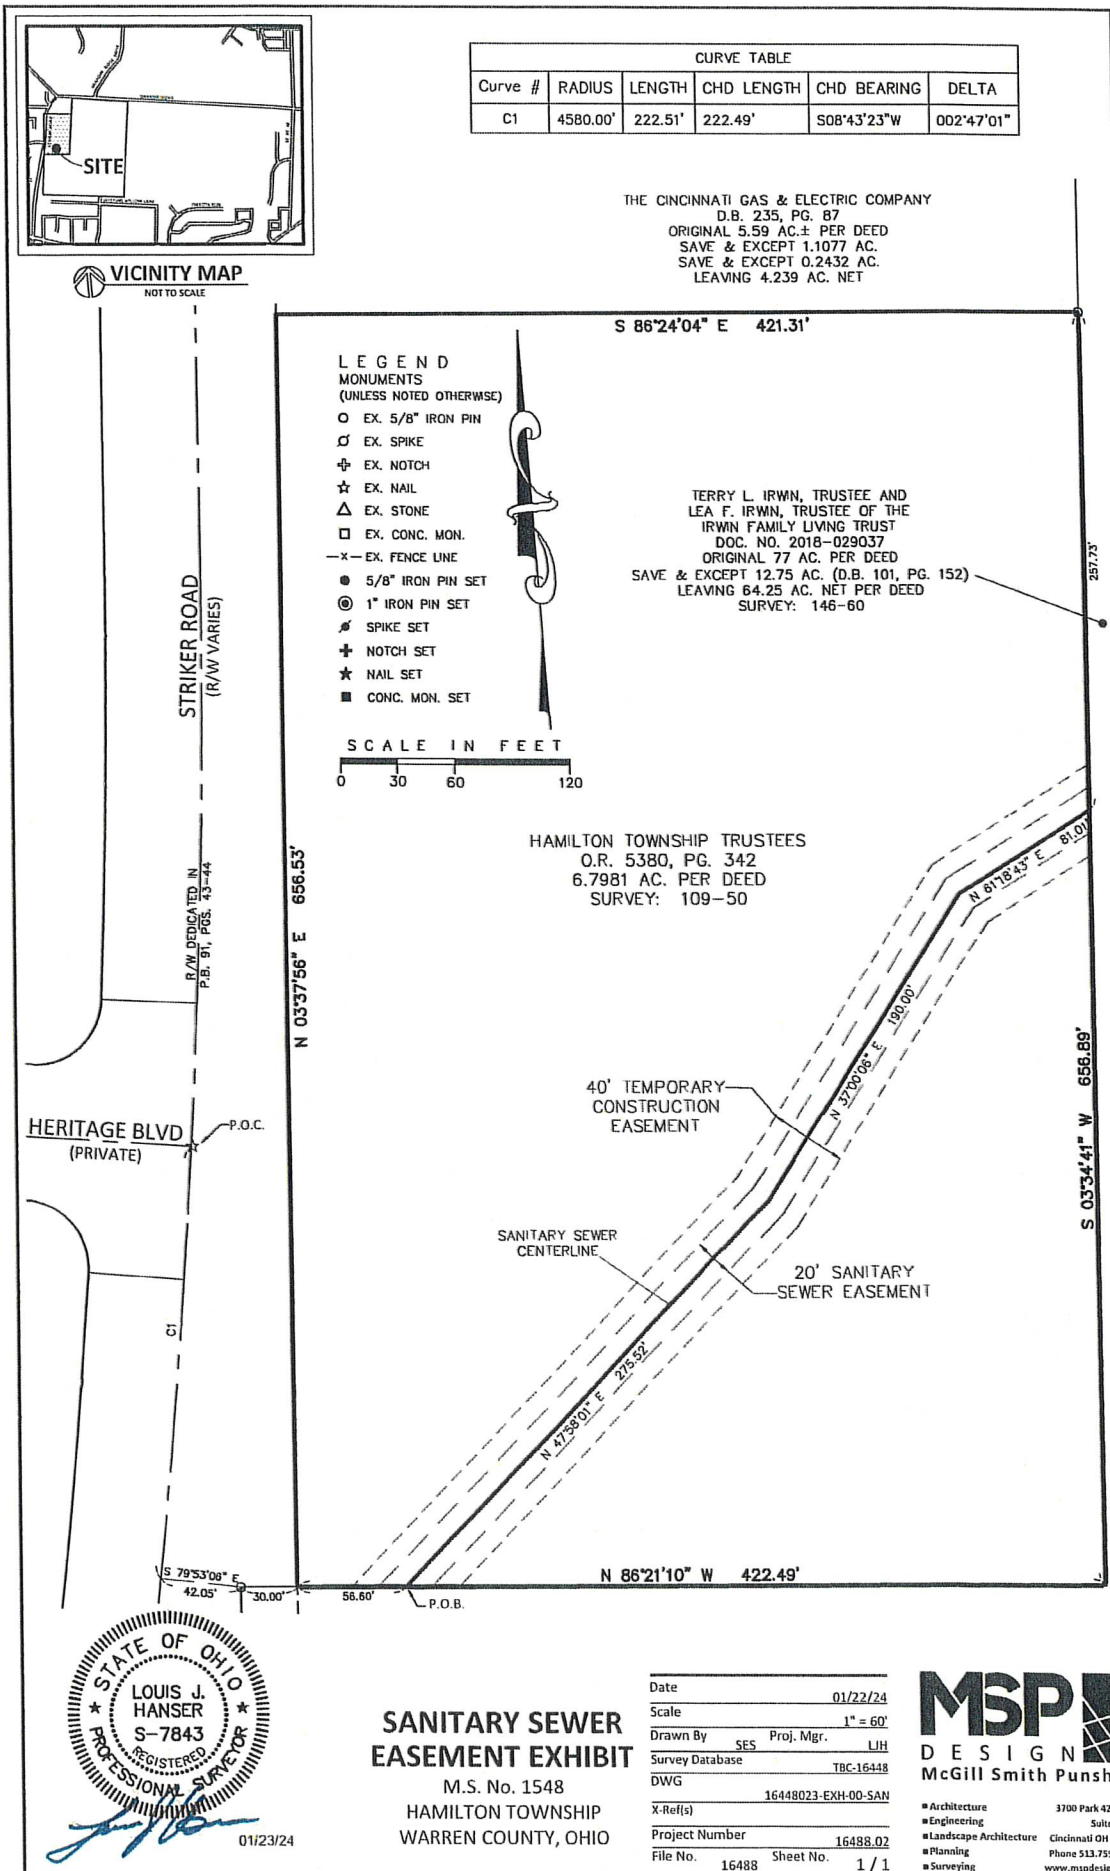 CURVE TABLE
Curve # RADIUS LENGTH CHD LENGTH CHD BEARING DELTA
C1 4580.00' 222.51' 222.49' S08°43'23"W 002°47'01"
SITE
VICINITY MAP
NOT TO SCALE
THE CINCINNATI GAS & ELECTRIC COMPANY
D.B. 235, PG. 87
ORIGINAL 5.59 AC.± PER DEED
SAVE & EXCEPT 1.1077 AC.
SAVE & EXCEPT 0.2432 AC.
LEAVING 4.239 AC. NET
S 86°24'04" E 421.31'
LEGEND
MONUMENTS
(UNLESS NOTED OTHERWISE)
EX. 5/8" IRON PIN
EX. SPIKE
EX. NOTCH
EX. NAIL
EX. STONE
EX. CONC. MON.
—x— EX. FENCE LINE
5/8" IRON PIN SET
1" IRON PIN SET
SPIKE SET
NOTCH SET
NAIL SET
CONC. MON. SET
SCALE IN FEET
0 30 60 120
TERRY L. IRWIN, TRUSTEE AND
LEA F. IRWIN, TRUSTEE OF THE
IRWIN FAMILY LIVING TRUST
DOC. NO. 2018-029037
ORIGINAL 77 AC. PER DEED
SAVE & EXCEPT 12.75 AC. (D.B. 101, PG. 152)
LEAVING 64.25 AC. NET PER DEED
SURVEY: 146-60
257.73'
STRIKER ROAD
(R/W VARIES)
R/W DEDICATED IN
P.B. 91, PGS. 43-44
N 03°37'56" E 656.53'
HAMILTON TOWNSHIP TRUSTEES
O.R. 5380, PG. 342
6.7981 AC. PER DEED
SURVEY: 109-50
N 61°18'43" E 81.01'
N 37°00'06" E 190.00'
S 03°34'41" W 656.89'
40' TEMPORARY
CONSTRUCTION
EASEMENT
HERITAGE BLVD
(PRIVATE)
P.O.C.
SANITARY SEWER
CENTERLINE
20' SANITARY
SEWER EASEMENT
C1
N 47°58'01" E 275.52'
S 79°53'06" E
42.05'
30.00'
56.60'
P.O.B.
N 86°21'10" W 422.49'
STATE OF OHIO
LOUIS J.
HANSER
S-7843
REGISTERED
PROFESSIONAL SURVEYOR
01/23/24
SANITARY SEWER
EASEMENT EXHIBIT
M.S. No. 1548
HAMILTON TOWNSHIP
WARREN COUNTY, OHIO
Date 01/22/24
Scale 1" = 60'
Drawn By SES Proj. Mgr. LJH
Survey Database TBC-16448
DWG 16448023-EXH-00-SAN
X-Ref(s)
Project Number 16488.02
File No. 16488 Sheet No. 1 / 1
MSP
DESIGN
McGill Smith Punsh
Architecture
Engineering
Landscape Architecture
Planning
Surveying
3700 Park 42
Suite
Cincinnati OH
Phone 513.759
www.mspde